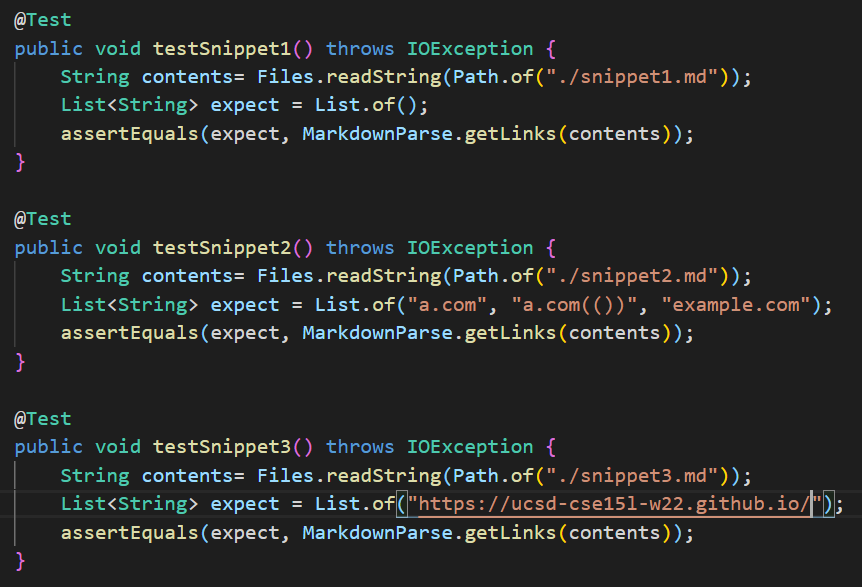 @Test
public void testSnippet1() throws IOException {
    String contents= Files.readString(Path.of("./snippet1.md"));
    List<String> expect = List.of();
    assertEquals(expect, MarkdownParse.getLinks(contents));
}

@Test
public void testSnippet2() throws IOException {
    String contents= Files.readString(Path.of("./snippet2.md"));
    List<String> expect = List.of("a.com", "a.com(())", "example.com");
    assertEquals(expect, MarkdownParse.getLinks(contents));
}

@Test
public void testSnippet3() throws IOException {
    String contents= Files.readString(Path.of("./snippet3.md"));
    List<String> expect = List.of("https://ucsd-cse15l-w22.github.io/");
    assertEquals(expect, MarkdownParse.getLinks(contents));
}